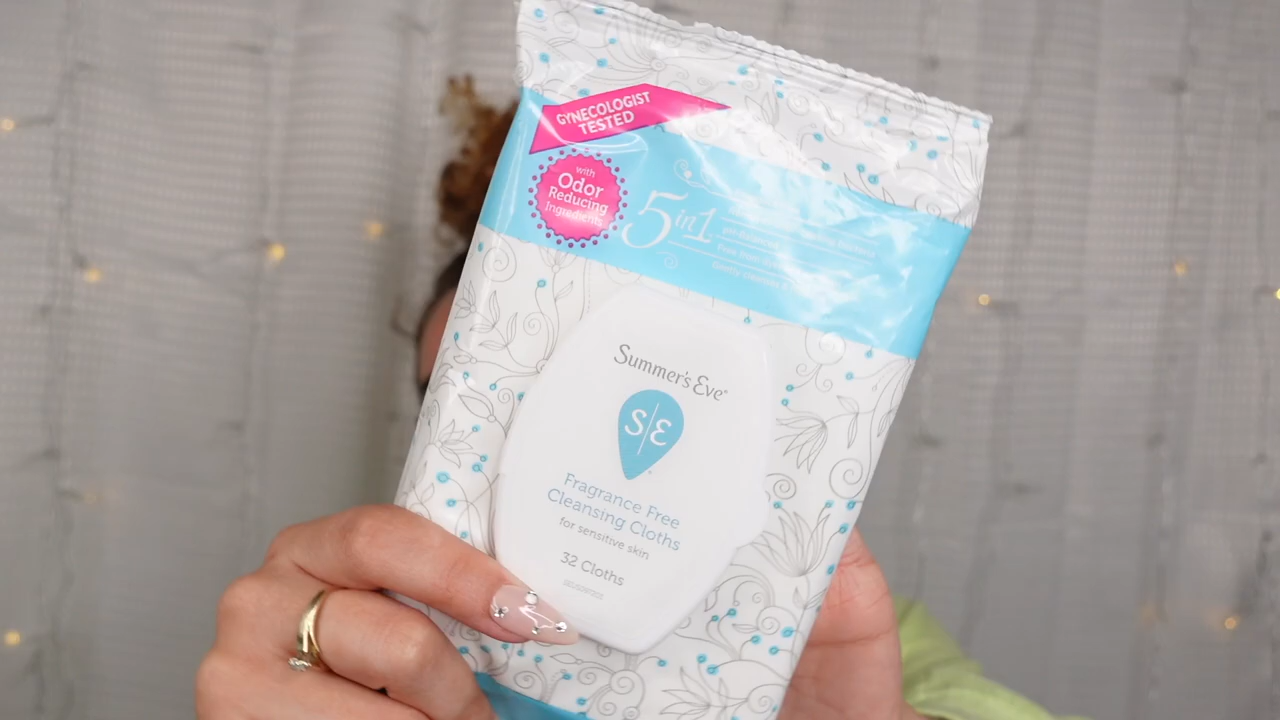 GYNECOLOGIST
TESTED
with
Odor
Reducing
Ingredients
5in1
pH-Balanced
Summer's Eve®
S|E
Fragrance Free
Cleansing Cloths
for sensitive skin
32 Cloths